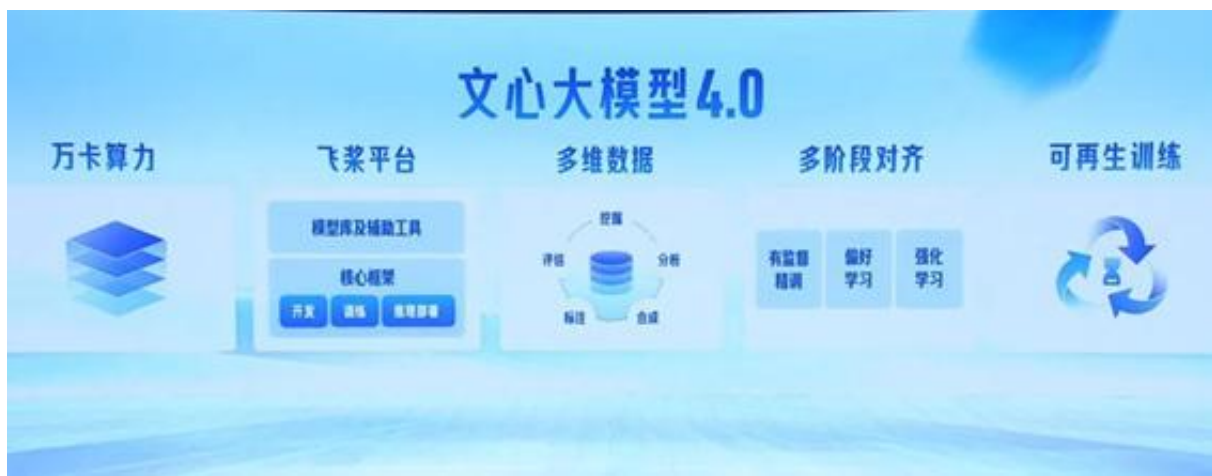 文心大模型4.0
万卡算力
飞桨平台
多维数据
多阶段对齐
可再生训练
模型库及辅助工具
核心框架
开发 训练 推理部署
挖掘
评估
分析
标注
合成
有监督
精调
偏好
学习
强化
学习